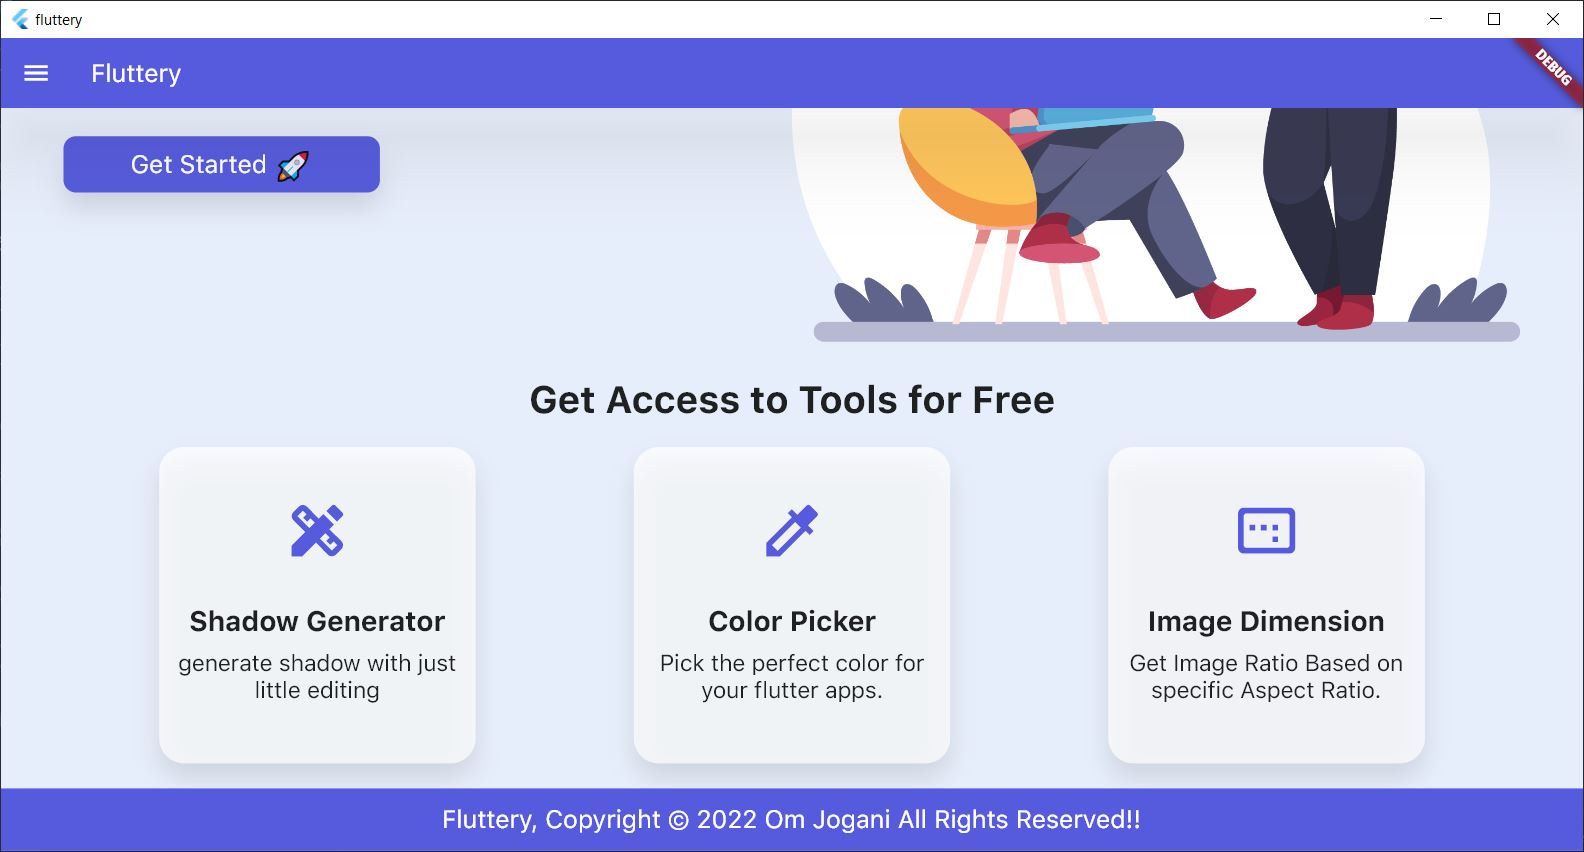 fluttery
Fluttery
DEBUG
Get Started 🚀
Get Access to Tools for Free
Shadow Generator
generate shadow with just
little editing
Color Picker
Pick the perfect color for
your flutter apps.
Image Dimension
Get Image Ratio Based on
specific Aspect Ratio.
Fluttery, Copyright © 2022 Om Jogani All Rights Reserved!!